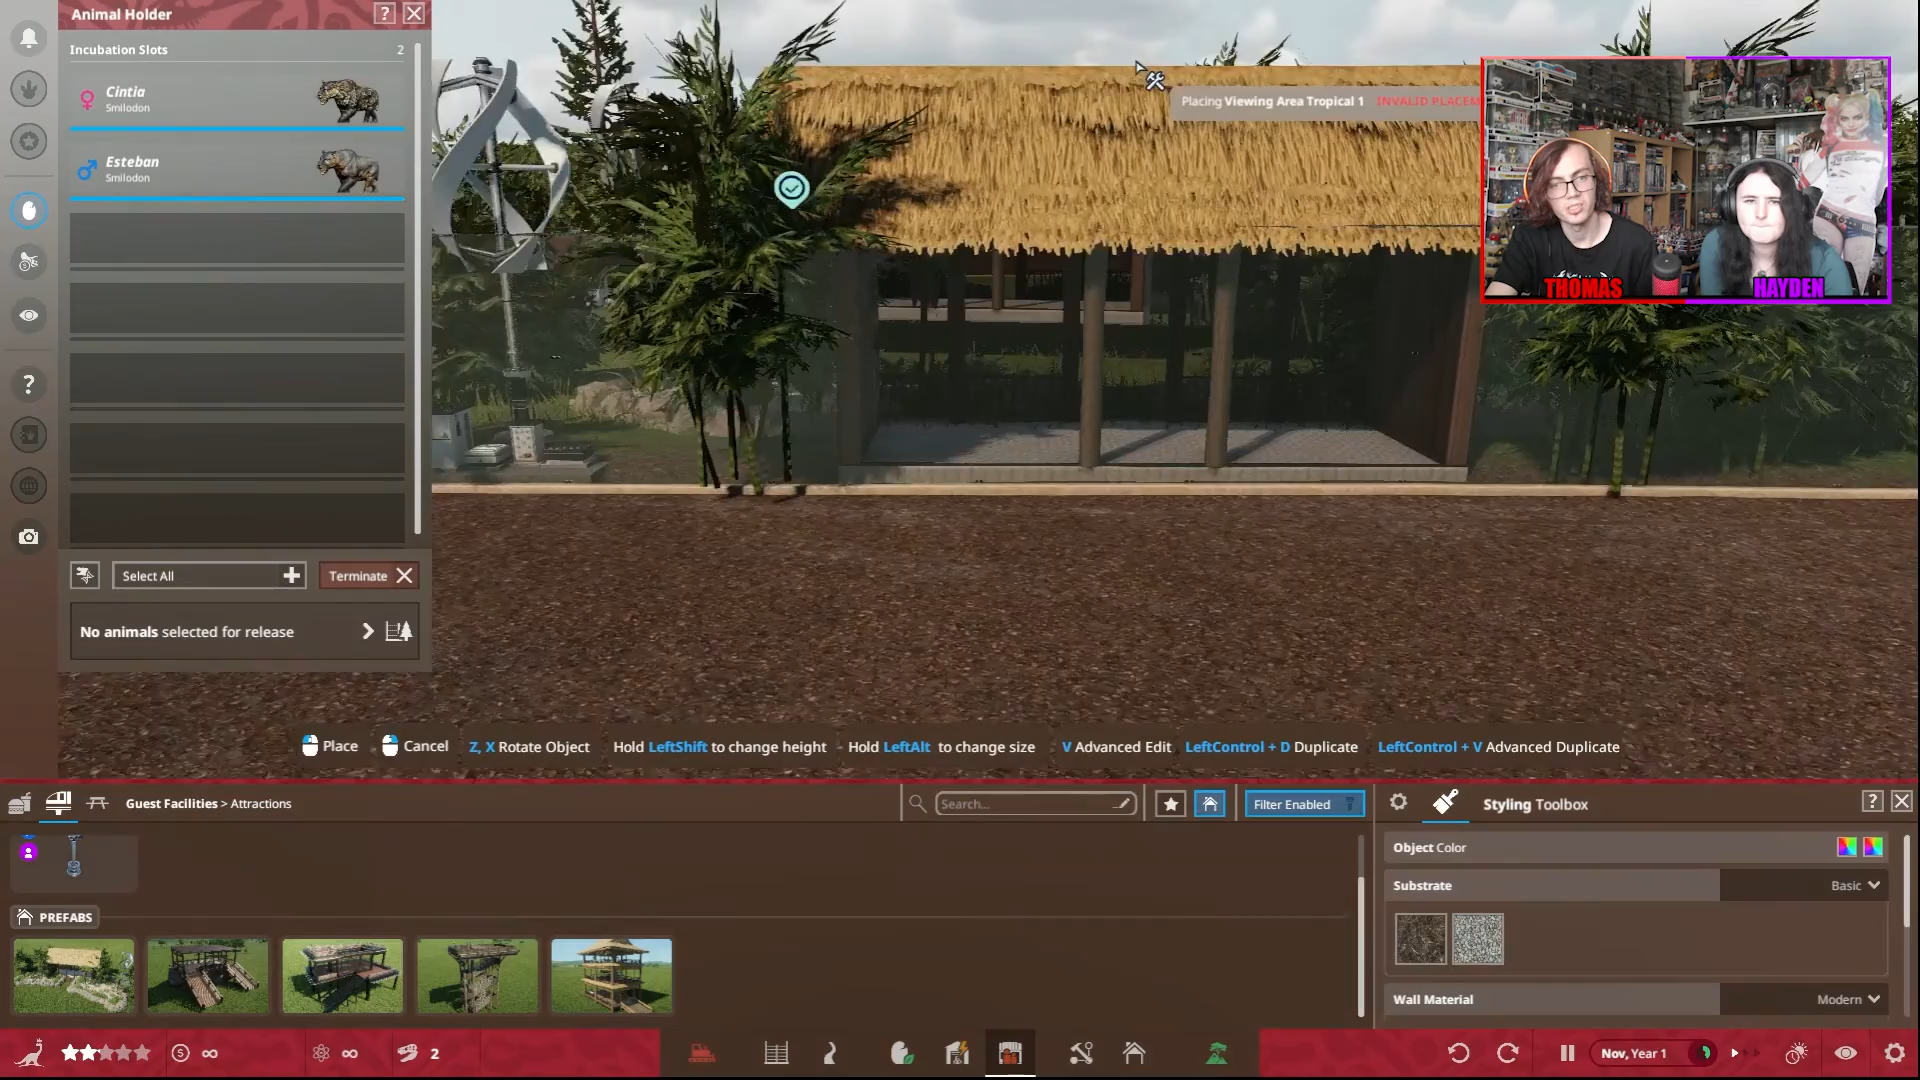 Animal Holder
?
Incubation Slots 2
Cintia
Smilodon
Esteban
Smilodon
Select All
Terminate
No animals selected for release
Placing Viewing Area Tropical 1 INVALID PLACEM
THOMAS
HAYDEN
Place
Cancel
Z, X Rotate Object
Hold LeftShift to change height
Hold LeftAlt to change size
V Advanced Edit
LeftControl + D Duplicate
LeftControl + V Advanced Duplicate
Guest Facilities > Attractions
Search...
Filter Enabled
Styling Toolbox
?
Object Color
Substrate Basic
PREFABS
Wall Material Modern
∞
∞
2
Nov, Year 1